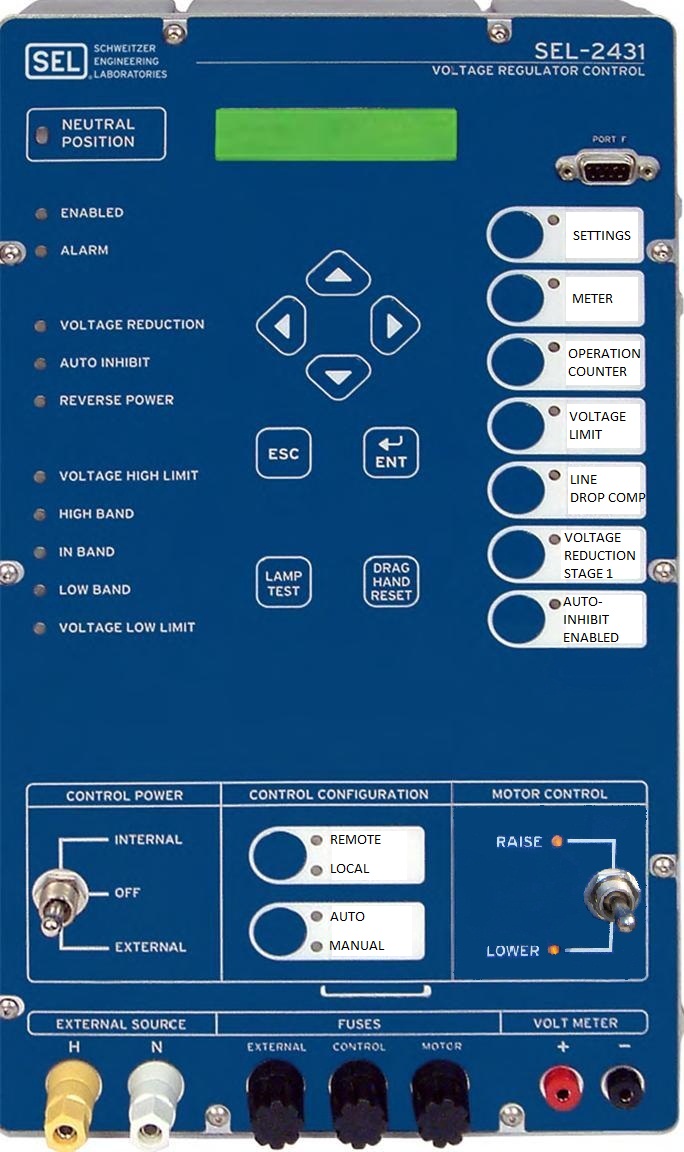 SEL
SCHWEITZER
ENGINEERING
LABORATORIES
SEL-2431
VOLTAGE REGULATOR CONTROL
NEUTRAL
POSITION
PORT F
ENABLED
ALARM
VOLTAGE REDUCTION
AUTO INHIBIT
REVERSE POWER
VOLTAGE HIGH LIMIT
HIGH BAND
IN BAND
LOW BAND
VOLTAGE LOW LIMIT
ESC
ENT
LAMP
TEST
DRAG
HAND
RESET
SETTINGS
METER
OPERATION
COUNTER
VOLTAGE
LIMIT
LINE
DROP COMP
VOLTAGE
REDUCTION
STAGE 1
AUTO-
INHIBIT
ENABLED
CONTROL POWER
INTERNAL
OFF
EXTERNAL
CONTROL CONFIGURATION
REMOTE
LOCAL
AUTO
MANUAL
MOTOR CONTROL
RAISE
LOWER
EXTERNAL SOURCE
H N
FUSES
EXTERNAL CONTROL MOTOR
VOLT METER
+ −